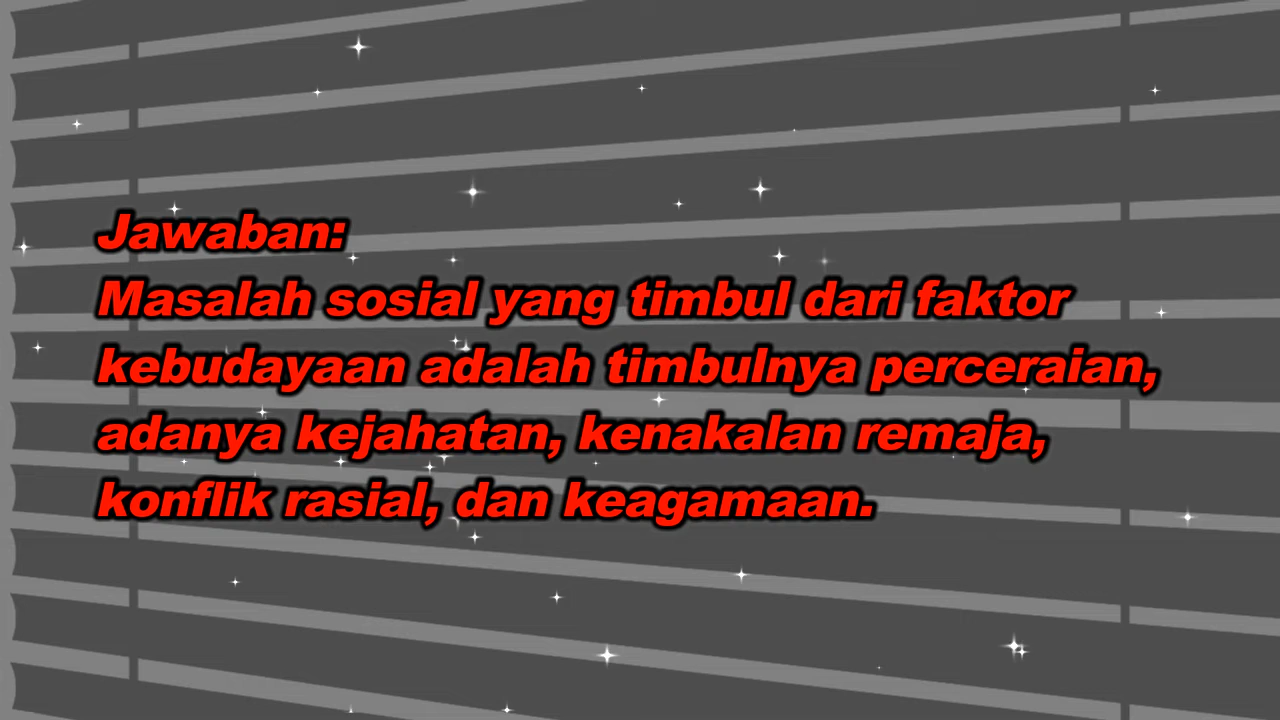 Jawaban:
Masalah sosial yang timbul dari faktor
kebudayaan adalah timbulnya perceraian,
adanya kejahatan, kenakalan remaja,
konflik rasial, dan keagamaan.